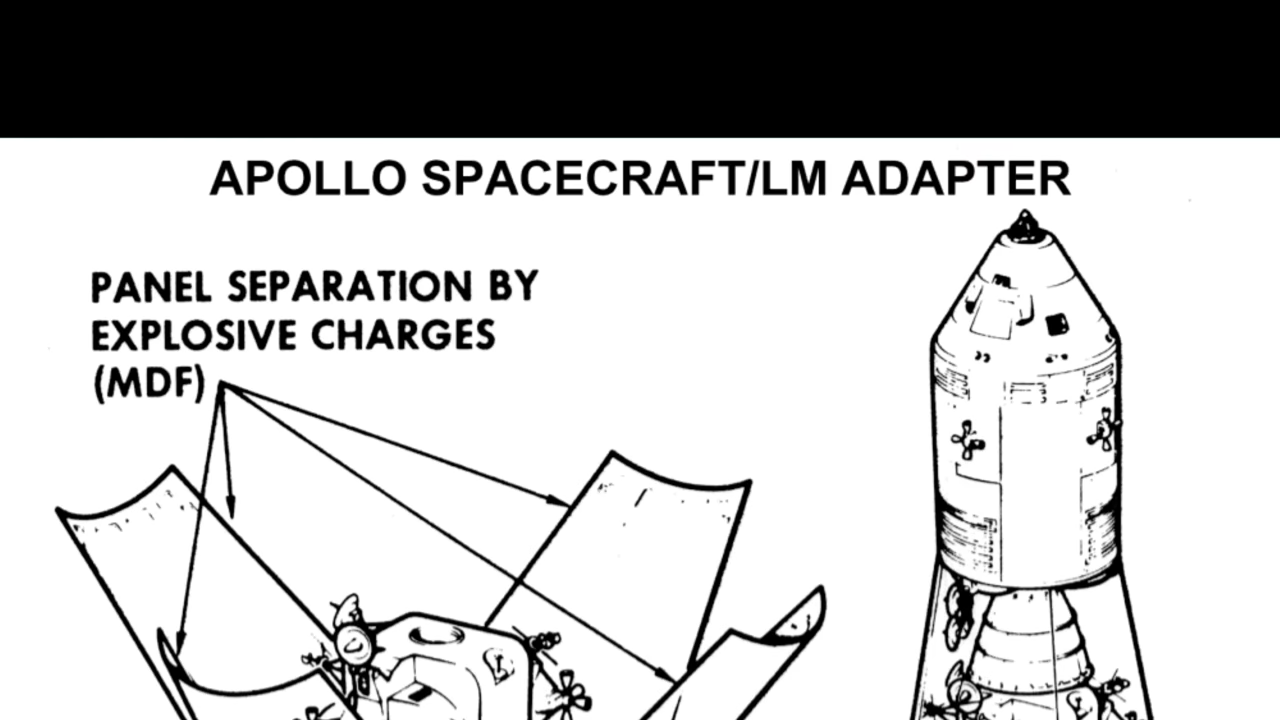 APOLLO SPACECRAFT/LM ADAPTER
PANEL SEPARATION BY
EXPLOSIVE CHARGES
(MDF)